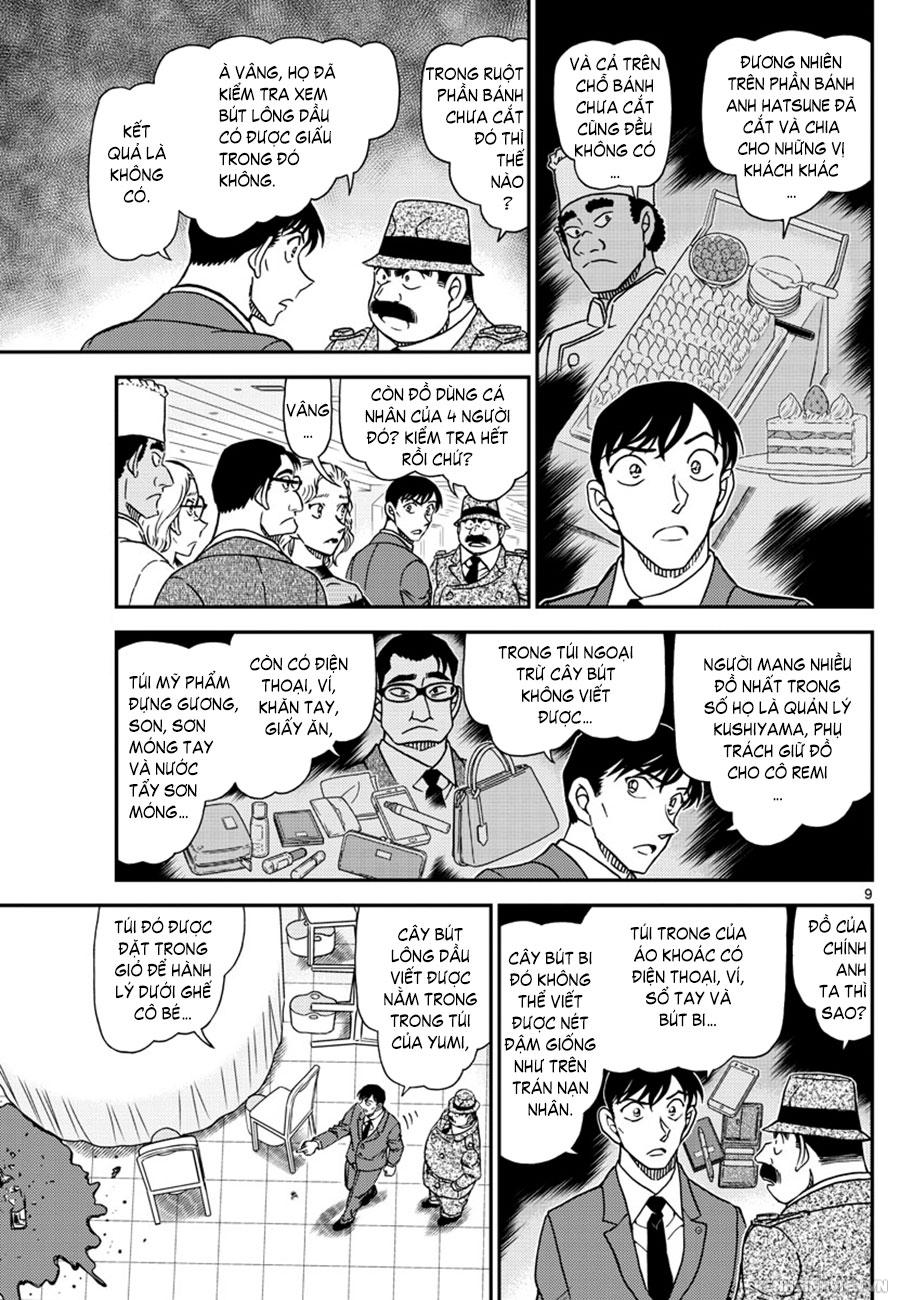 ĐƯƠNG NHIÊN
TRÊN PHẦN BÁNH
ANH HATSUNE ĐÃ
CẮT VÀ CHIA
CHO NHỮNG VỊ
KHÁCH KHÁC
...
VÀ CẢ TRÊN
CHỖ BÁNH
CHƯA CẮT
CŨNG ĐỀU
KHÔNG CÓ
...
TRONG RUỘT
PHẦN BÁNH
CHƯA CẮT
ĐÓ THÌ
THẾ
NÀO
?
À VÂNG, HỌ ĐÃ
KIỂM TRA XEM
BÚT LÔNG DẦU
CÓ ĐƯỢC GIẤU
TRONG ĐÓ
KHÔNG.
KẾT
QUẢ LÀ
KHÔNG
CÓ.
CÒN ĐỒ DÙNG CÁ
NHÂN CỦA 4 NGƯỜI
ĐÓ? KIỂM TRA HẾT
RỒI CHỨ?
VÂNG
...
NGƯỜI MANG NHIỀU
ĐỒ NHẤT TRONG
SỐ HỌ LÀ QUẢN LÝ
KUSHIYAMA, PHỤ
TRÁCH GIỮ ĐỒ
CHO CÔ REMI
...
TRONG TÚI NGOẠI
TRỪ CÂY BÚT
KHÔNG VIẾT
ĐƯỢC...
CÒN CÓ ĐIỆN
THOẠI, VÍ,
KHĂN TAY,
GIẤY ĂN,
TÚI MỸ PHẨM
ĐỰNG GƯƠNG,
SON, SƠN
MÓNG TAY
VÀ NƯỚC
TẨY SƠN
MÓNG...
9
ĐỒ CỦA
CHÍNH
ANH
TA THÌ
SAO?
TÚI TRONG CỦA
ÁO KHOÁC CÓ
ĐIỆN THOẠI, VÍ,
SỔ TAY VÀ
BÚT BI...
CÂY BÚT BI
ĐÓ KHÔNG
THỂ VIẾT
ĐƯỢC NÉT
ĐẬM GIỐNG
NHƯ TRÊN
TRÁN NẠN
NHÂN.
CÂY BÚT
LÔNG DẦU
VIẾT ĐƯỢC
NẰM TRONG
TRONG TÚI
CỦA YUMI,
TÚI ĐÓ ĐƯỢC
ĐẶT TRONG
GIỎ ĐỂ HÀNH
LÝ DƯỚI GHẾ
CÔ BÉ...